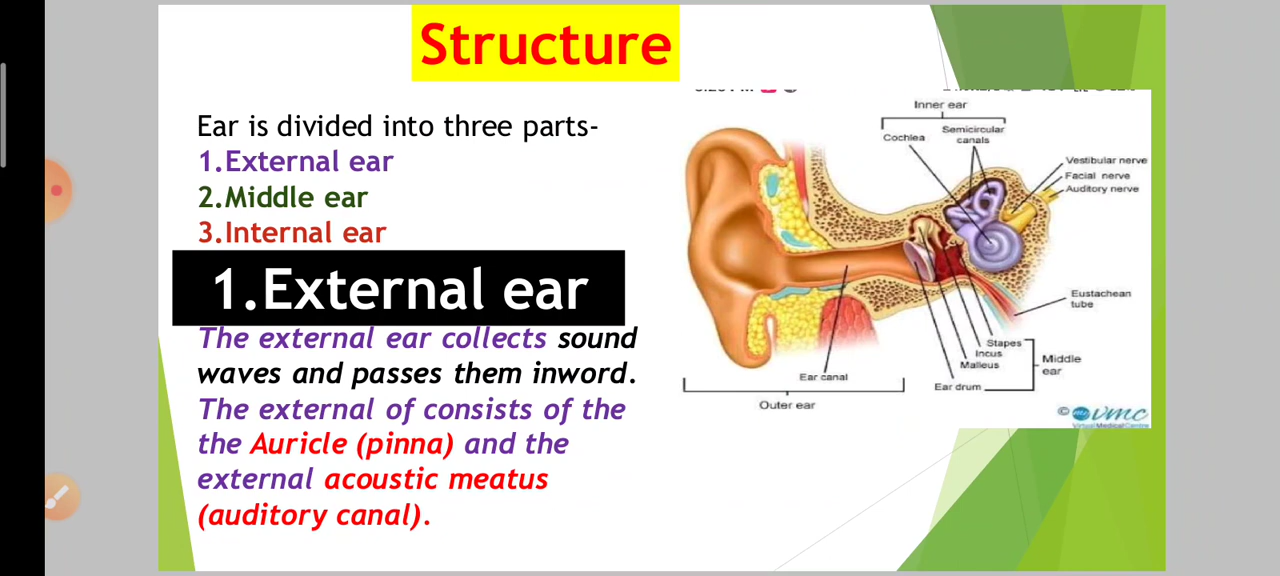 Structure
Ear is divided into three parts-
1.External ear
2.Middle ear
3.Internal ear
1.External ear
The external ear collects sound
waves and passes them inword.
The external of consists of the
the Auricle (pinna) and the
external acoustic meatus
(auditory canal).
Inner ear
Cochlea
Semicircular
canals
Vestibular nerve
Facial nerve
Auditory nerve
Eustachean
tube
Stapes
Incus
Malleus
Ear drum
Middle
ear
Ear canal
Outer ear
© vmc
Virtual Medical Centre